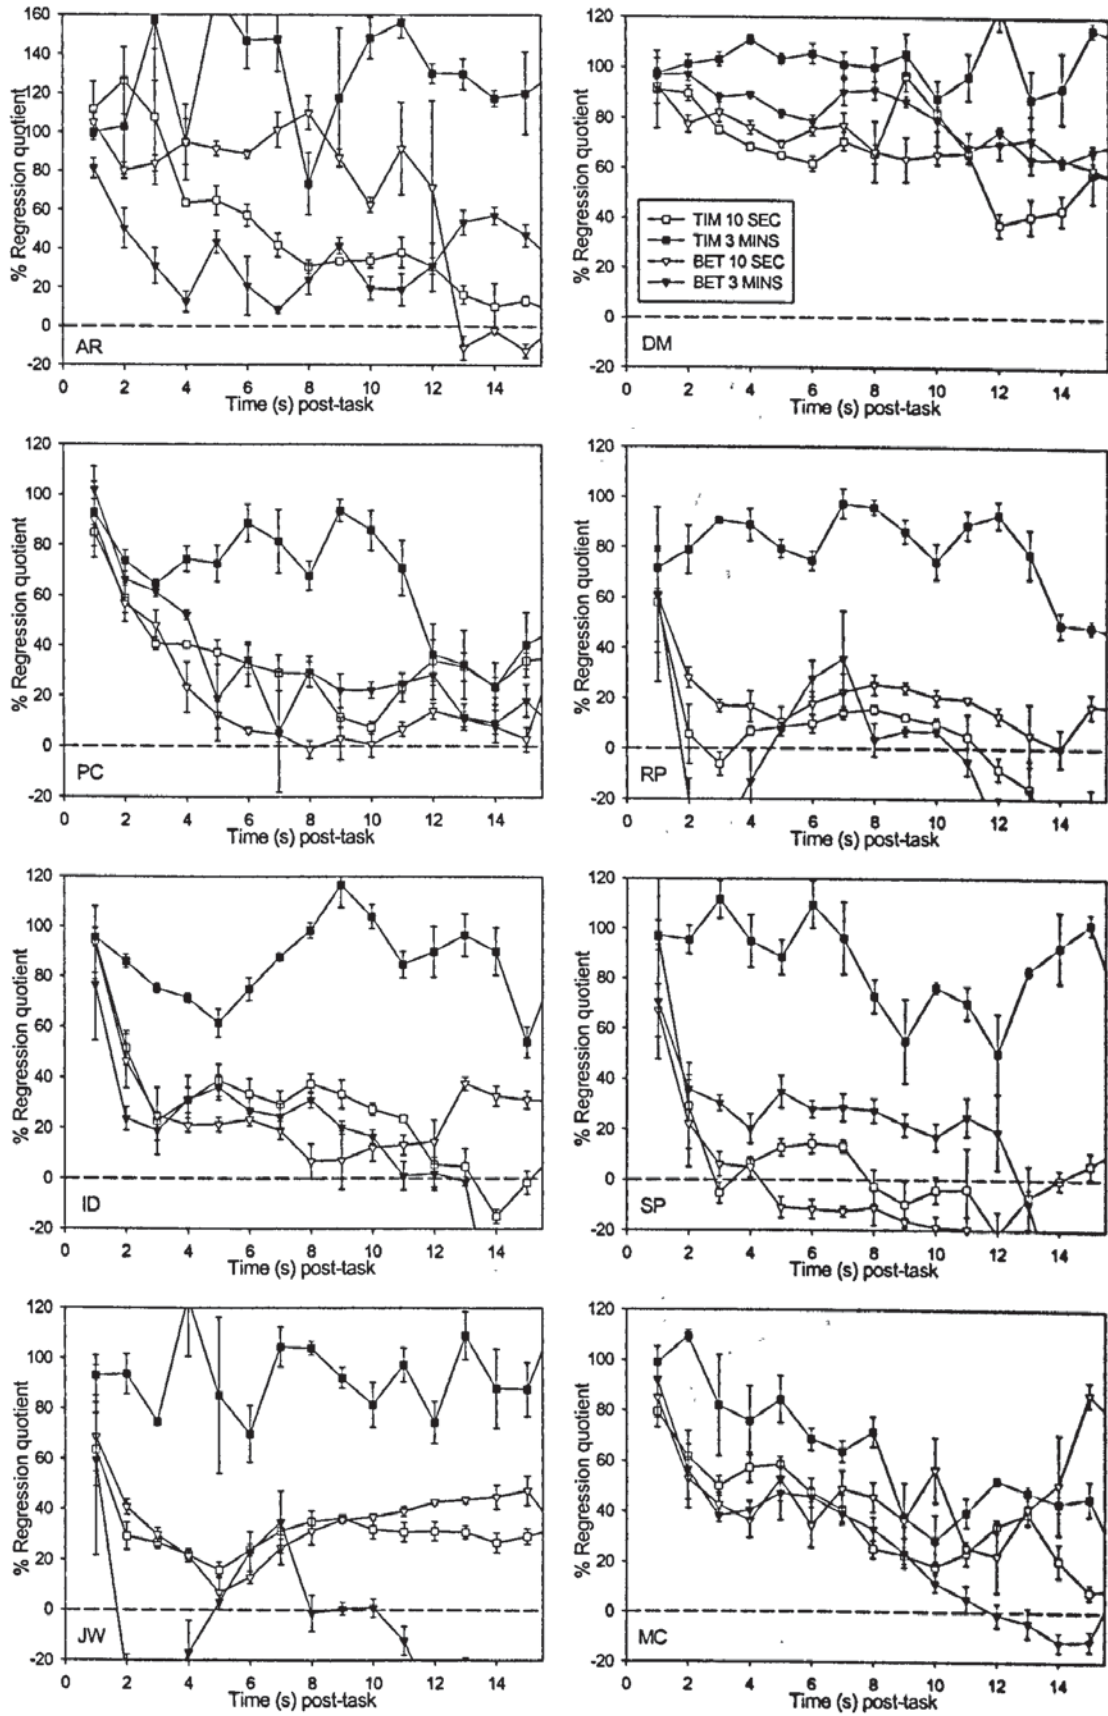 % Regression quotient
160
140
120
100
80
60
40
20
0
-20
AR
0 2 4 6 8 10 12 14
Time (s) post-task
% Regression quotient
120
100
80
60
40
20
0
-20
TIM 10 SEC
TIM 3 MINS
BET 10 SEC
BET 3 MINS
DM
0 2 4 6 8 10 12 14
Time (s) post-task
% Regression quotient
120
100
80
60
40
20
0
-20
PC
0 2 4 6 8 10 12 14
Time (s) post-task
% Regression quotient
120
100
80
60
40
20
0
-20
RP
0 2 4 6 8 10 12 14
Time (s) post-task
% Regression quotient
120
100
80
60
40
20
0
-20
ID
0 2 4 6 8 10 12 14
Time (s) post-task
% Regression quotient
120
100
80
60
40
20
0
-20
SP
0 2 4 6 8 10 12 14
Time (s) post-task
% Regression quotient
120
100
80
60
40
20
0
-20
JW
0 2 4 6 8 10 12 14
Time (s) post-task
% Regression quotient
120
100
80
60
40
20
0
-20
MC
0 2 4 6 8 10 12 14
Time (s) post-task